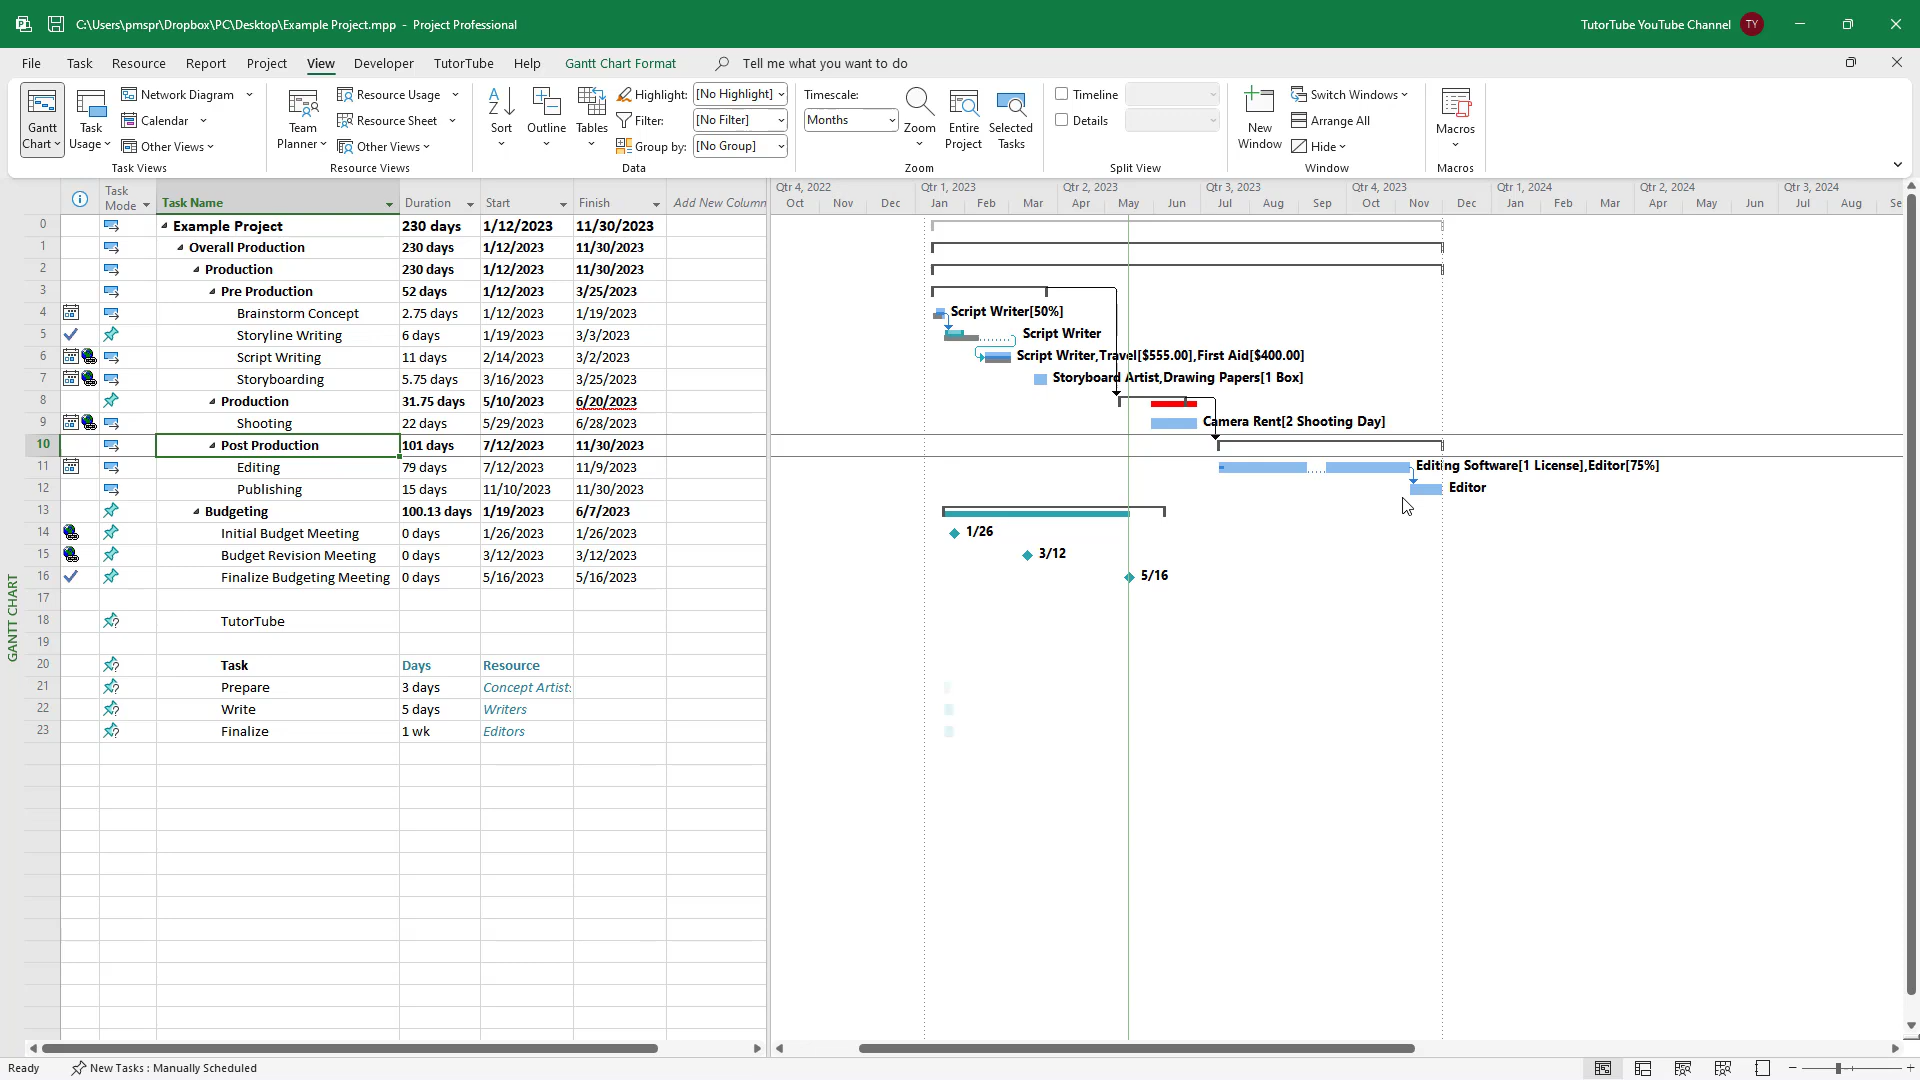 C:\Users\pmspr\Dropbox\PC\Desktop\Example Project.mpp - Project Professional
TutorTube YouTube Channel TY
File Task Resource Report Project View Developer TutorTube Help Gantt Chart Format Tell me what you want to do
Gantt Chart
Task Usage
Network Diagram
Calendar
Other Views
Task Views
Team Planner
Resource Usage
Resource Sheet
Other Views
Resource Views
Sort
Outline
Tables
Highlight: [No Highlight]
Filter: [No Filter]
Group by: [No Group]
Data
Timescale:
Months
Zoom
Entire Project
Selected Tasks
Zoom
Timeline
Details
Split View
New Window
Switch Windows
Arrange All
Hide
Window
Macros
Macros
Task Mode Task Name Duration Start Finish Add New Column
Qtr 4, 2022 Qtr 1, 2023 Qtr 2, 2023 Qtr 3, 2023 Qtr 4, 2023 Qtr 1, 2024 Qtr 2, 2024 Qtr 3, 2024
Oct Nov Dec Jan Feb Mar Apr May Jun Jul Aug Sep Oct Nov Dec Jan Feb Mar Apr May Jun Jul Aug Se
0 Example Project 230 days 1/12/2023 11/30/2023
1 Overall Production 230 days 1/12/2023 11/30/2023
2 Production 230 days 1/12/2023 11/30/2023
3 Pre Production 52 days 1/12/2023 3/25/2023
4 Brainstorm Concept 2.75 days 1/12/2023 1/19/2023 Script Writer[50%]
5 Storyline Writing 6 days 1/19/2023 3/3/2023 Script Writer
6 Script Writing 11 days 2/14/2023 3/2/2023 Script Writer,Travel[$555.00],First Aid[$400.00]
7 Storyboarding 5.75 days 3/16/2023 3/25/2023 Storyboard Artist,Drawing Papers[1 Box]
8 Production 31.75 days 5/10/2023 6/20/2023
9 Shooting 22 days 5/29/2023 6/28/2023 Camera Rent[2 Shooting Day]
10 Post Production 101 days 7/12/2023 11/30/2023
11 Editing 79 days 7/12/2023 11/9/2023 Editing Software[1 License],Editor[75%]
12 Publishing 15 days 11/10/2023 11/30/2023 Editor
13 Budgeting 100.13 days 1/19/2023 6/7/2023
14 Initial Budget Meeting 0 days 1/26/2023 1/26/2023 1/26
15 Budget Revision Meeting 0 days 3/12/2023 3/12/2023 3/12
16 Finalize Budgeting Meeting 0 days 5/16/2023 5/16/2023 5/16
17
18 TutorTube
19
20 Task Days Resource
21 Prepare 3 days Concept Artist:
22 Write 5 days Writers
23 Finalize 1 wk Editors
GANTT CHART
Ready New Tasks : Manually Scheduled